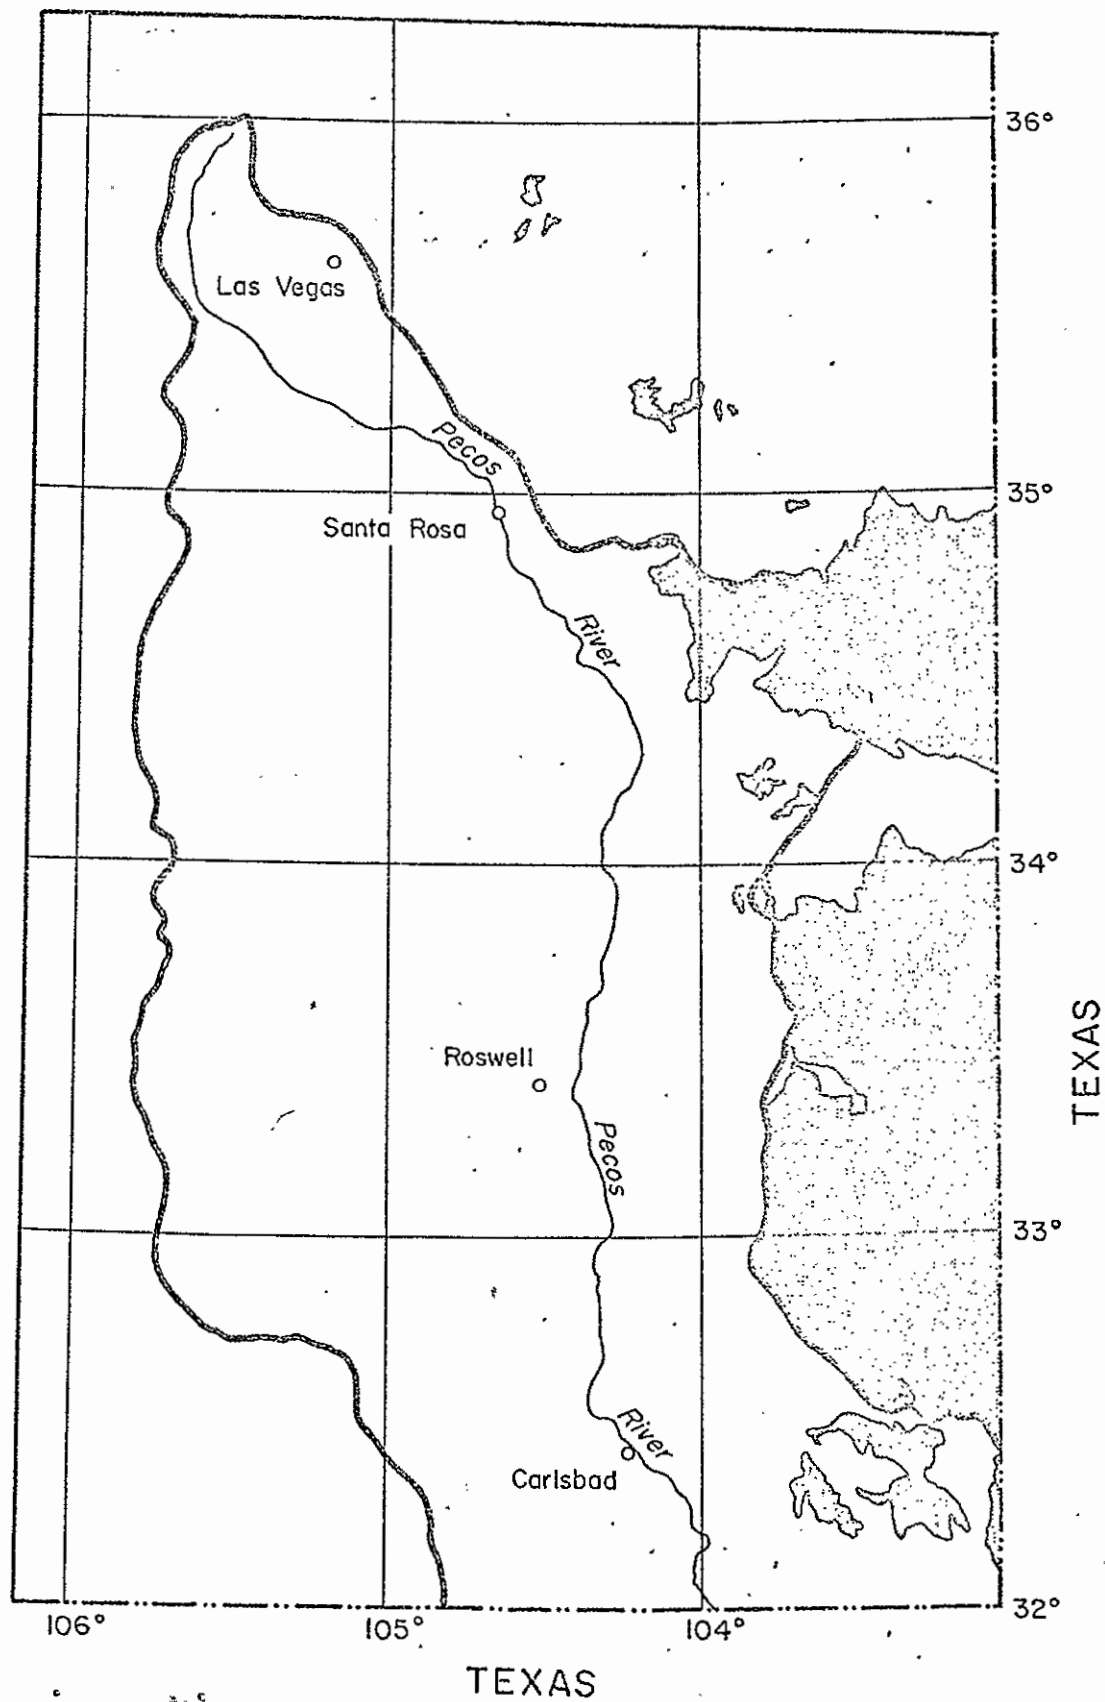 36°
Las Vegas
Pecos
35°
Santa Rosa
River
34°
Roswell
TEXAS
Pecos
33°
River
Carlsbad
106°
105°
104°
32°
TEXAS